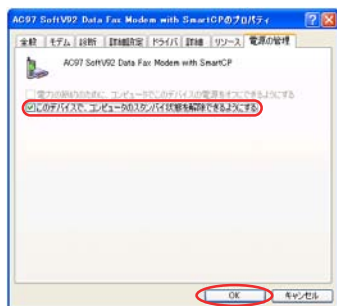 AC97 SoftV92 Data Fax Modem with SmartCPのプロパティ
全般 モデム 診断 詳細設定 ドライバ 詳細 リソース 電源の管理
AC97 SoftV92 Data Fax Modem with SmartCP
電力の節約のために、コンピュータでこのデバイスの電源をオフにできるようにする
このデバイスで、コンピュータのスタンバイ状態を解除できるようにする
OK キャンセル